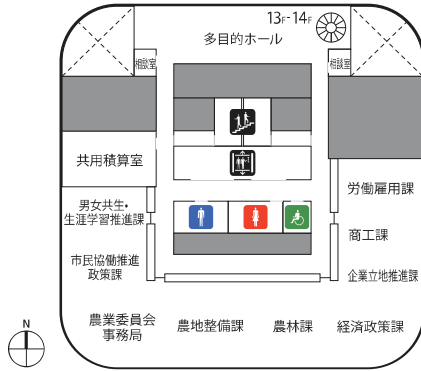 13F-14F
多目的ホール
相談室
相談室
共用積算室
男女共生・
生涯学習推進課
労働雇用課
商工課
市民協働推進
政策課
企業立地推進課
農業委員会
事務局
農地整備課
農林課
経済政策課
N